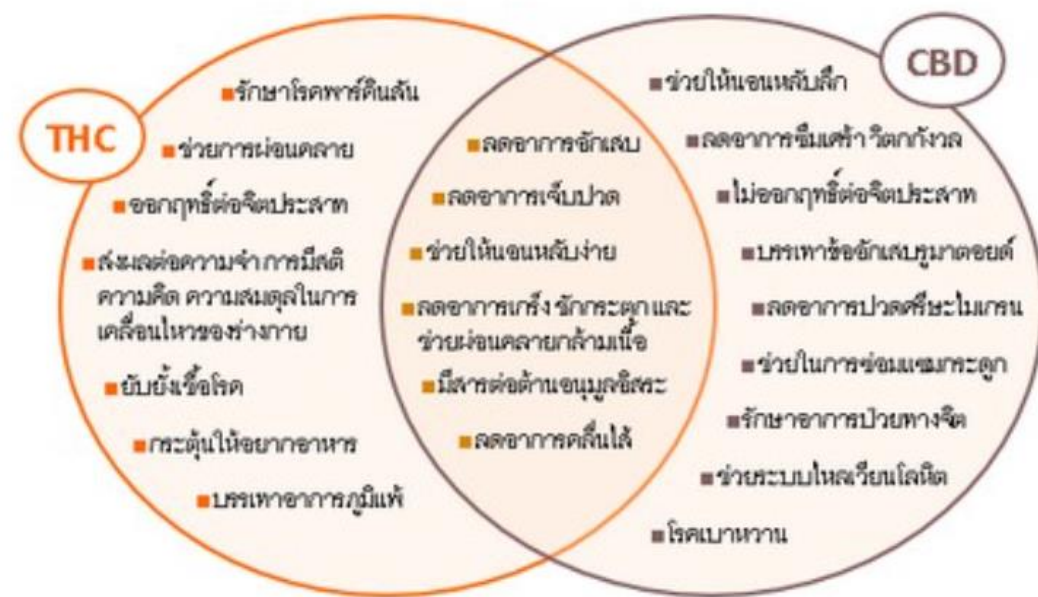 THC
รักษาโรคพาร์คินสัน
ช่วยการผ่อนคลาย
ออกฤทธิ์ต่อจิตประสาท
ส่งผลต่อความจำ การมีสติ
ความคิด ความสมดุลในการ
เคลื่อนไหวของร่างกาย
ยับยั้งเชื้อโรค
กระตุ้นให้อยากอาหาร
บรรเทาอาการภูมิแพ้
ลดอาการอักเสบ
ลดอาการเจ็บปวด
ช่วยให้นอนหลับง่าย
ลดอาการเกร็ง ชักกระตุก และ
ช่วยผ่อนคลายกล้ามเนื้อ
มีสารต่อต้านอนุมูลอิสระ
ลดอาการคลื่นไส้
CBD
ช่วยให้นอนหลับลึก
ลดอาการซึมเศร้า วิตกกังวล
ไม่ออกฤทธิ์ต่อจิตประสาท
บรรเทาข้ออักเสบรูมาตอยด์
ลดอาการปวดศรีษะไมเกรน
ช่วยในการซ่อมแซมกระดูก
รักษาอาการป่วยทางจิต
ช่วยระบบไหลเวียนโลหิต
โรคเบาหวาน